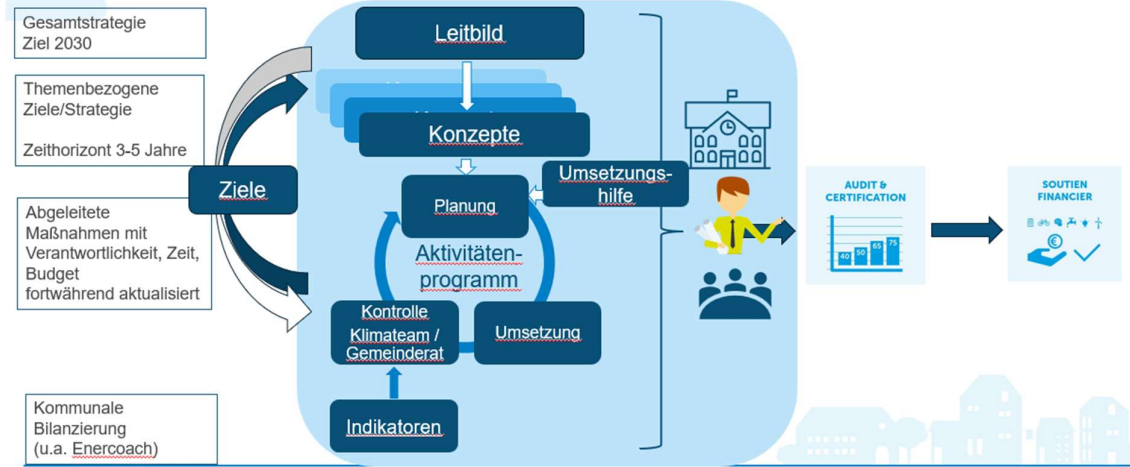 Gesamtstrategie
Ziel 2030
Themenbezogene
Ziele/Strategie
Zeithorizont 3-5 Jahre
Ziele
Abgeleitete
Maßnahmen mit
Verantwortlichkeit, Zeit,
Budget
fortwährend aktualisiert
Kommunale
Bilanzierung
(u.a. Enercoach)
Leitbild
Konzepte
Umsetzungs-
hilfe
Planung
Aktivitäten-
programm
Kontrolle
Klimateam /
Gemeinderat
Umsetzung
Indikatoren
AUDIT &
CERTIFICATION
40 50 65 75
SOUTIEN
FINANCIER
€